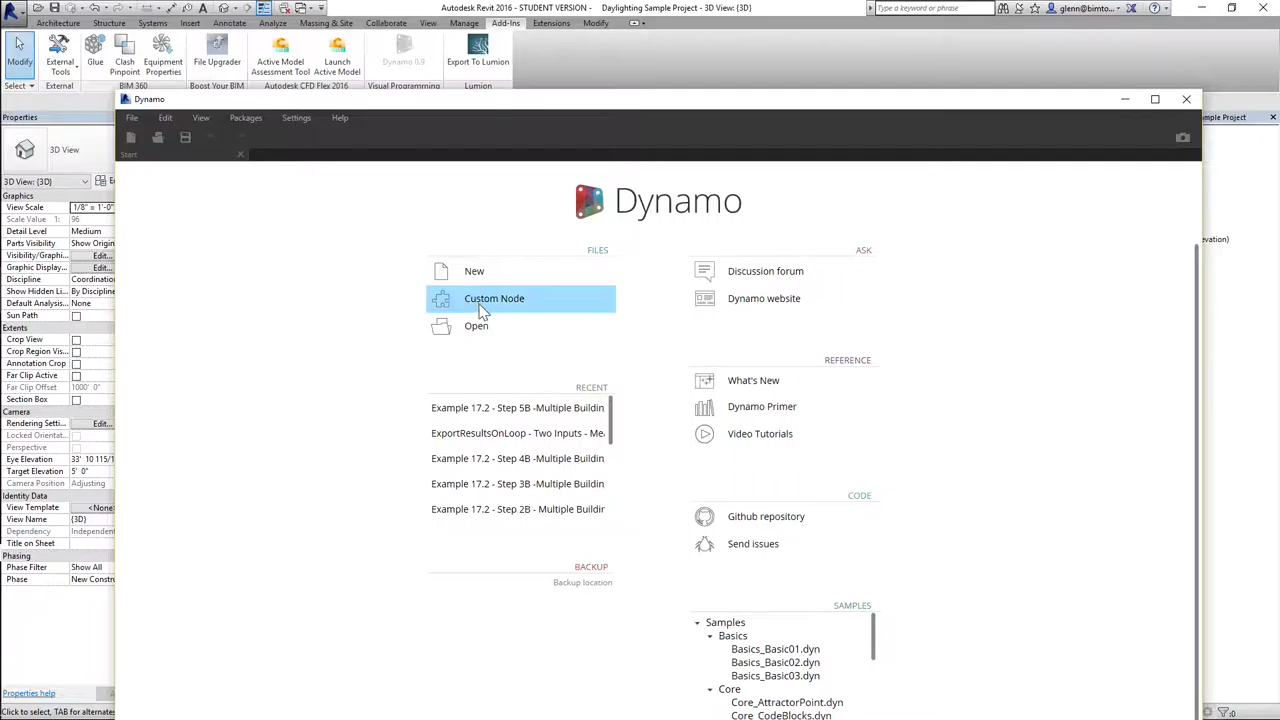 Autodesk Revit 2016 - STUDENT VERSION - Daylighting Sample Project - 3D View: {3D}
Type a keyword or phrase
glenn@bimto...
Architecture Structure Systems Insert Annotate Analyze Massing & Site Collaborate View Manage Add-Ins Extensions Modify
Modify External Tools Glue Clash Pinpoint Equipment Properties File Upgrader Active Model Assessment Tool Launch Active Model Dynamo 0.9 Export To Lumion
Select External BIM 360 Boost Your BIM Autodesk CFD Flex 2016 Visual Programming Lumion
Properties
3D View
3D View: {3D}
Graphics
View Scale 1/8" = 1'-0"
Scale Value 1: 96
Detail Level Medium
Parts Visibility Show Origin
Visibility/Graphi... Edit...
Graphic Display... Edit...
Discipline Coordination
Show Hidden Li... By Discipline
Default Analysis... None
Sun Path
Extents
Crop View
Crop Region Vis...
Annotation Crop
Far Clip Active
Far Clip Offset 1000' 0"
Section Box
Camera
Rendering Setti... Edit...
Locked Orientat...
Perspective
Eye Elevation 33' 10 115/1
Target Elevation 5' 0"
Camera Position Adjusting
Identity Data
View Template <None>
View Name {3D}
Dependency Independent
Title on Sheet
Phasing
Phase Filter Show All
Phase New Constru
Properties help
Click to select, TAB for alternates
Dynamo
File Edit View Packages Settings Help
Start
Dynamo
FILES
New
Custom Node
Open
RECENT
Example 17.2 - Step 5B -Multiple Buildin
ExportResultsOnLoop - Two Inputs - Me
Example 17.2 - Step 4B -Multiple Buildin
Example 17.2 - Step 3B -Multiple Buildin
Example 17.2 - Step 2B - Multiple Buildin
BACKUP
Backup location
ASK
Discussion forum
Dynamo website
REFERENCE
What's New
Dynamo Primer
Video Tutorials
CODE
Github repository
Send issues
SAMPLES
Samples
Basics
Basics_Basic01.dyn
Basics_Basic02.dyn
Basics_Basic03.dyn
Core
Core_AttractorPoint.dyn
Core_CodeBlocks.dyn
ample Project
evation)
:0